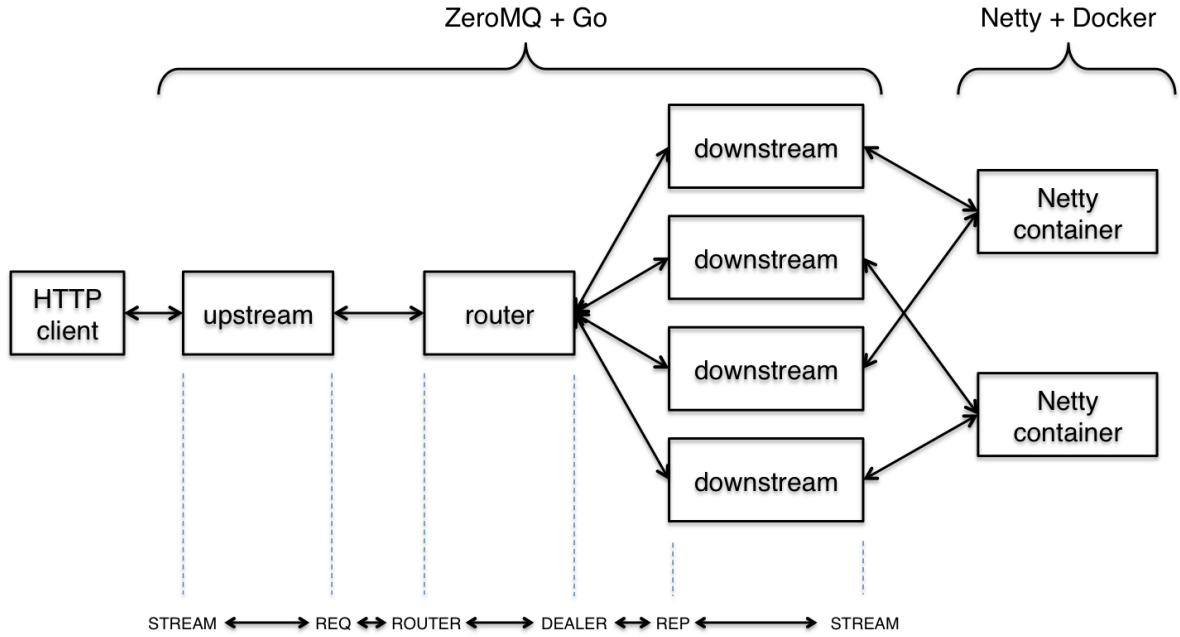 ZeroMQ + Go
Netty + Docker
HTTP
client
upstream
router
downstream
downstream
downstream
downstream
Netty
container
Netty
container
STREAM
REQ
ROUTER
DEALER
REP
STREAM